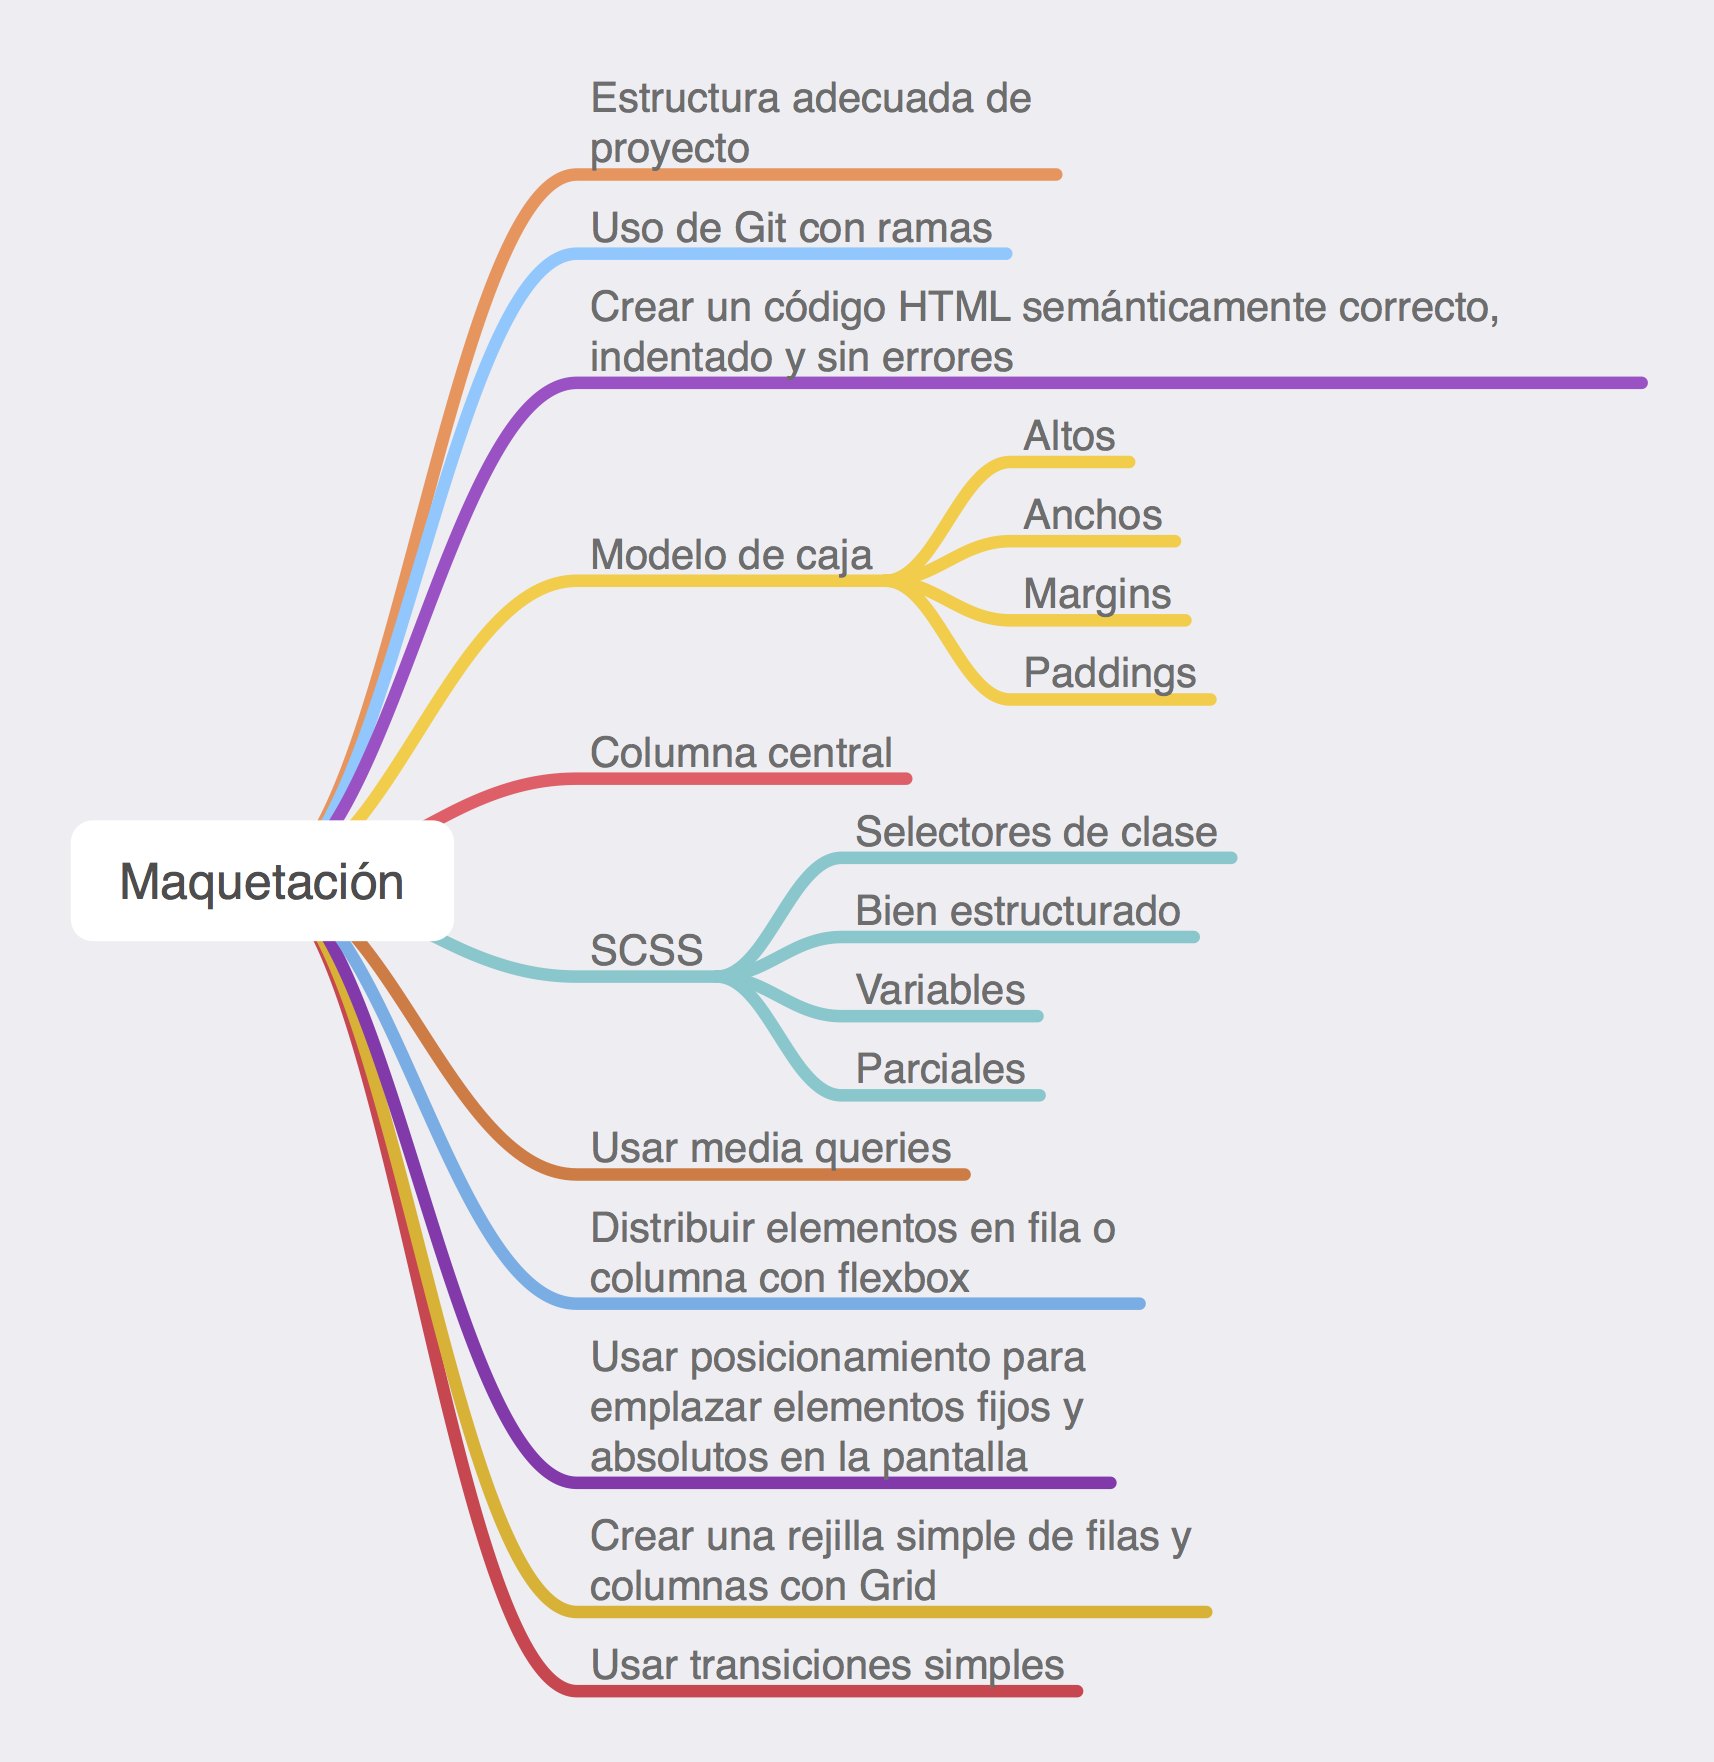 Estructura adecuada de
proyecto
Uso de Git con ramas
Crear un código HTML semánticamente correcto,
indentado y sin errores
Modelo de caja
Altos
Anchos
Margins
Paddings
Columna central
Maquetación
SCSS
Selectores de clase
Bien estructurado
Variables
Parciales
Usar media queries
Distribuir elementos en fila o
columna con flexbox
Usar posicionamiento para
emplazar elementos fijos y
absolutos en la pantalla
Crear una rejilla simple de filas y
columnas con Grid
Usar transiciones simples